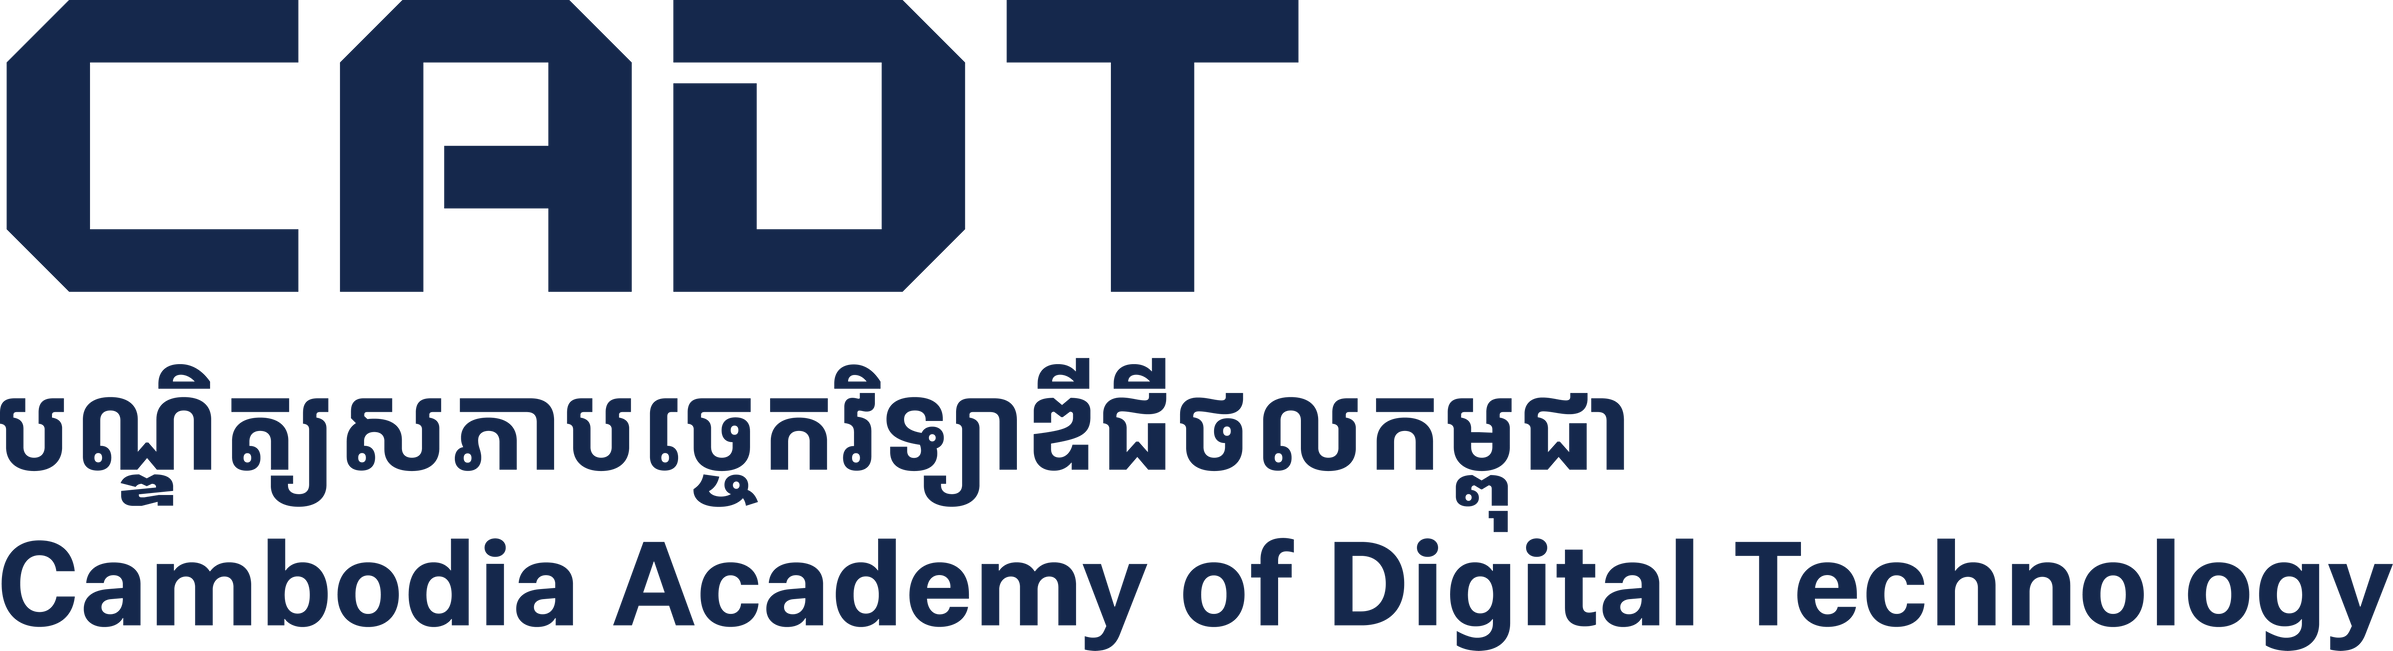 CADT
បណ្ឌិត្យសភាបច្ចេកវិទ្យាឌីជីថលកម្ពុជា
Cambodia Academy of Digital Technology